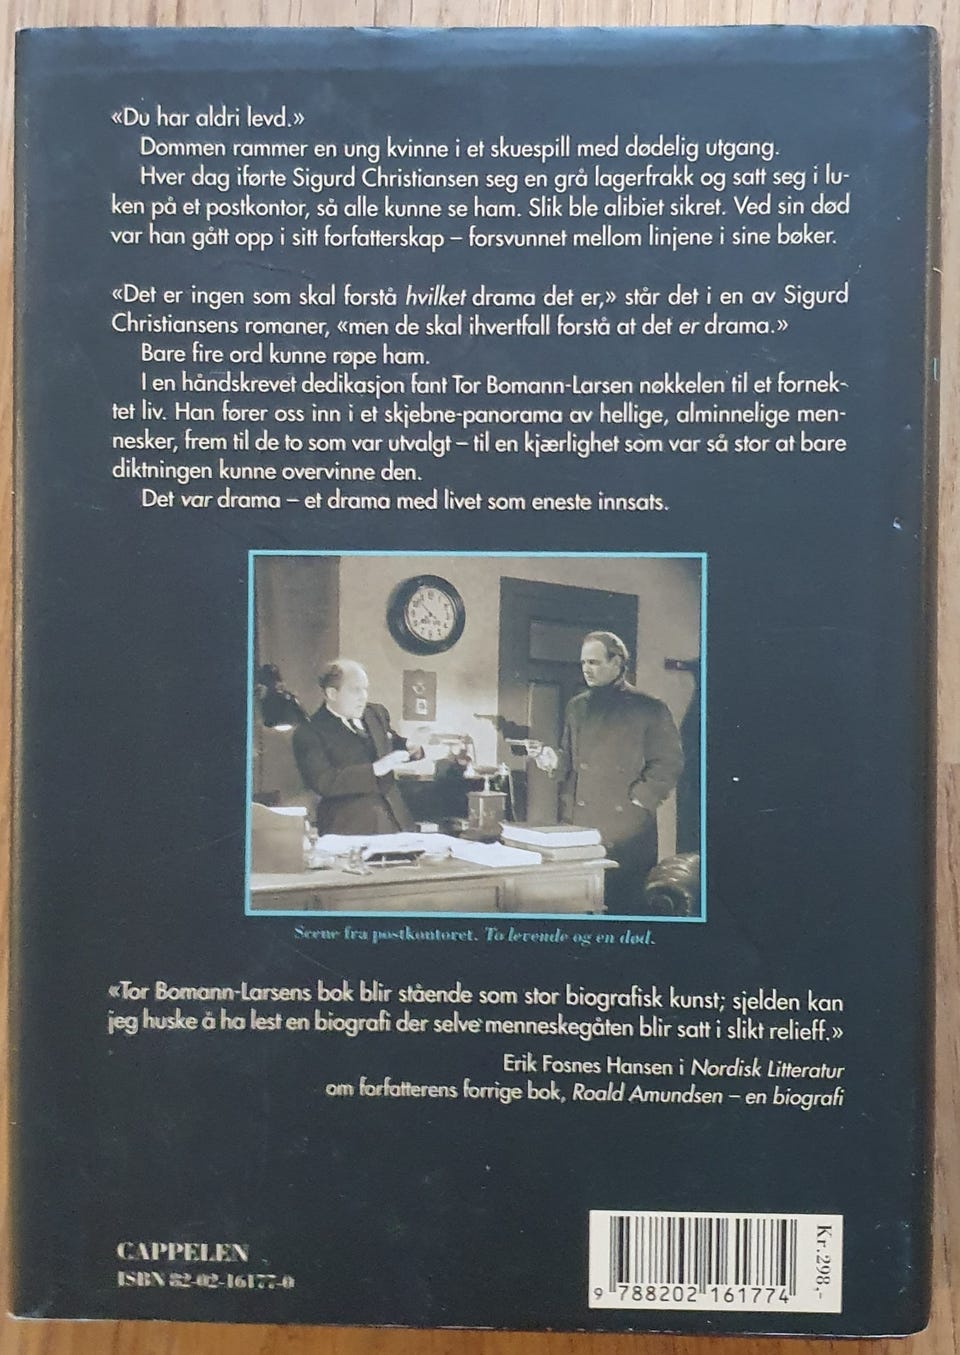 «Du har aldri levd.»
Dommen rammer en ung kvinne i et skuespill med dødelig utgang.
Hver dag iførte Sigurd Christiansen seg en grå lagerfrakk og satt seg i lu-
ken på et postkontor, så alle kunne se ham. Slik ble alibiet sikret. Ved sin død
var han gått opp i sitt forfatterskap – forsvunnet mellom linjene i sine bøker.
«Det er ingen som skal forstå hvilket drama det er,» står det i en av Sigurd
Christiansens romaner, «men de skal ihvertfall forstå at det er drama.»
Bare fire ord kunne røpe ham.
I en håndskrevet dedikasjon fant Tor Bomann-Larsen nøkkelen til et fornek-
tet liv. Han fører oss inn i et skjebne-panorama av hellige, alminnelige men-
nesker, frem til de to som var utvalgt – til en kjærlighet som var så stor at bare
diktningen kunne overvinne den.
Det var drama – et drama med livet som eneste innsats.
Scene fra postkontoret. To levende og en død.
«Tor Bomann-Larsens bok blir stående som stor biografisk kunst; sjelden kan
jeg huske å ha lest en biografi der selve menneskegåten blir satt i slikt relieff.»
Erik Fosnes Hansen i Nordisk Litteratur
om forfatterens forrige bok, Roald Amundsen – en biografi
CAPPELEN
ISBN 82-02-16177-0
Kr. 298,-
9 788202 161774